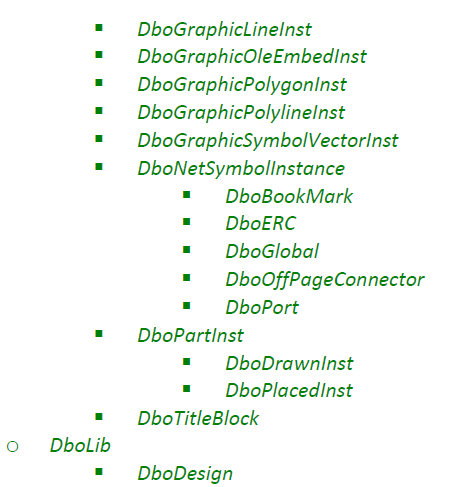 DboGraphicLineInst
DboGraphicOleEmbedInst
DboGraphicPolygonInst
DboGraphicPolylineInst
DboGraphicSymbolVectorInst
DboNetSymbolInstance
DboBookMark
DboERC
DboGlobal
DboOffPageConnector
DboPort
DboPartInst
DboDrawnInst
DboPlacedInst
DboTitleBlock
DboLib
DboDesign